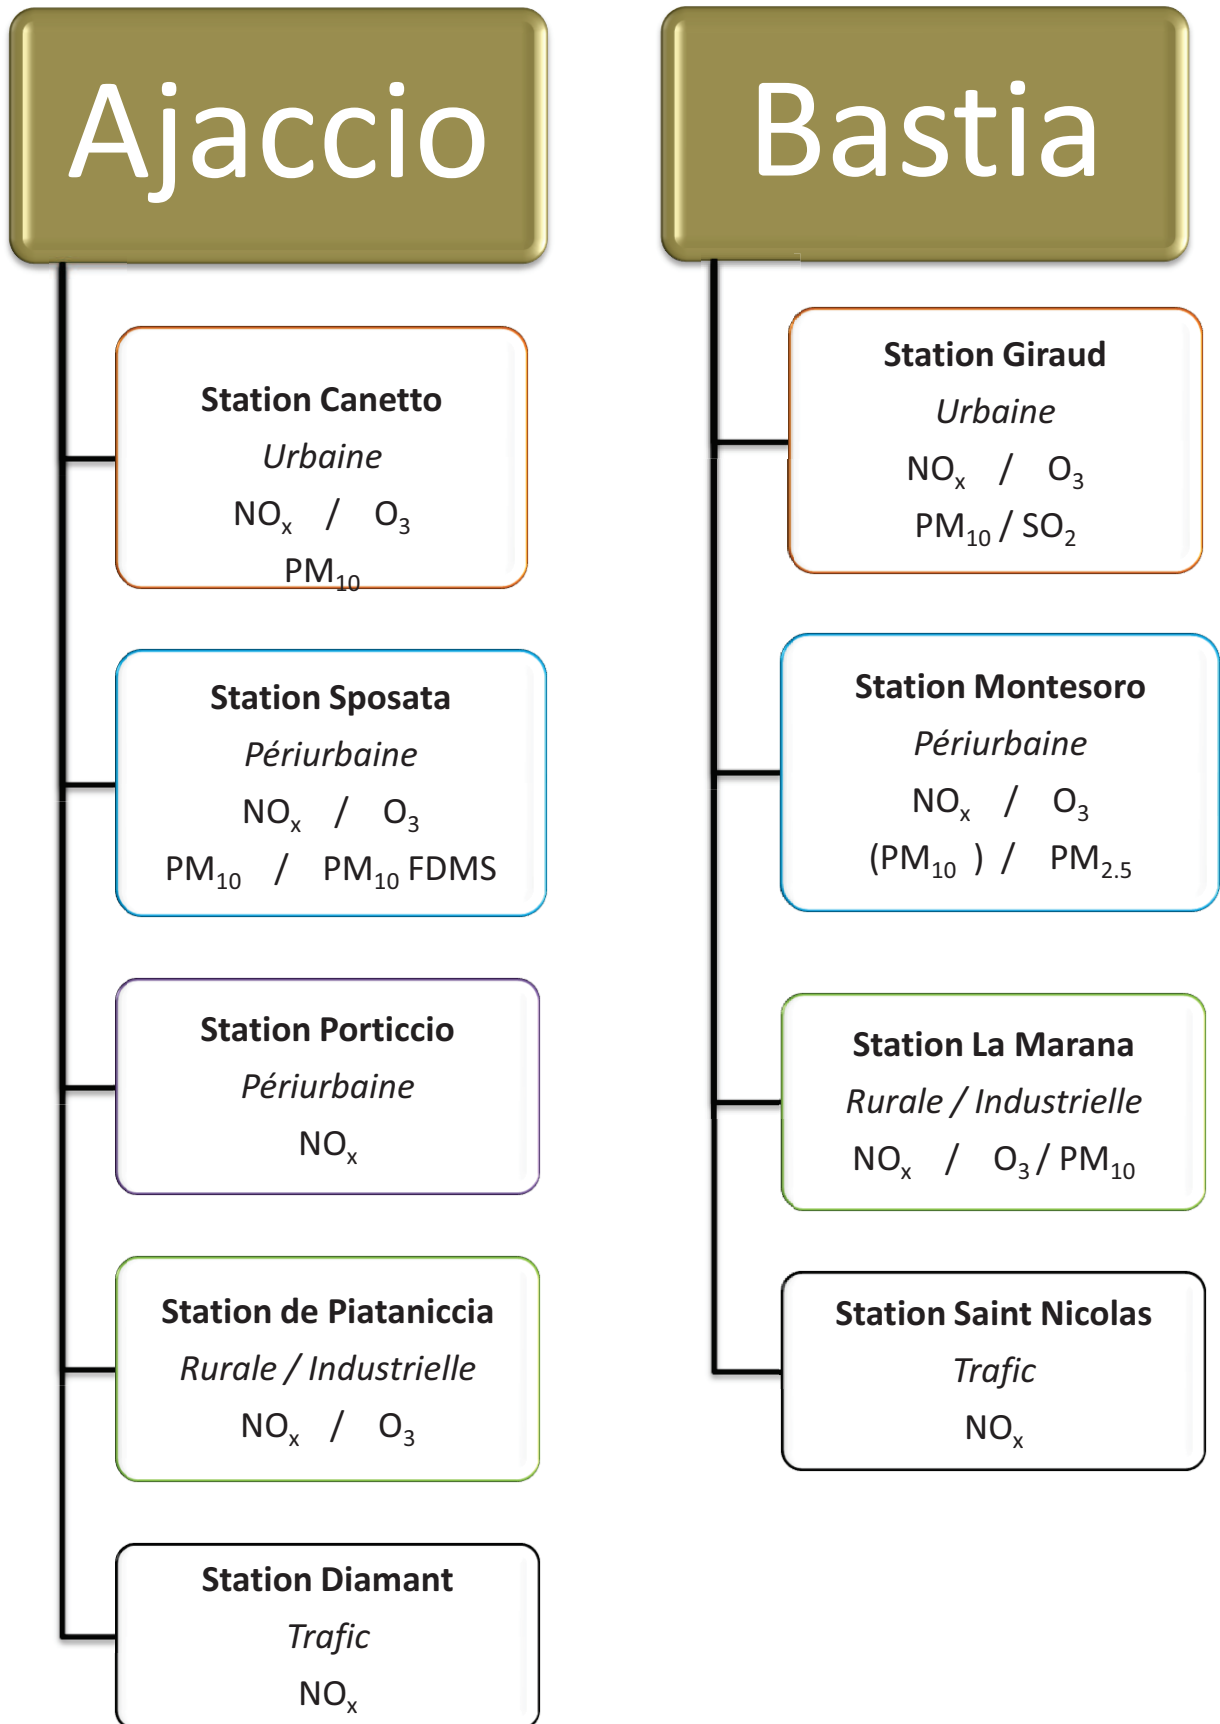 Ajaccio
Station Canetto
Urbaine
NOx / O3
PM10
Station Sposata
Périurbaine
NOx / O3
PM10 / PM10 FDMS
Station Porticcio
Périurbaine
NOx
Station de Piataniccia
Rurale / Industrielle
NOx / O3
Station Diamant
Trafic
NOx
Bastia
Station Giraud
Urbaine
NOx / O3
PM10 / SO2
Station Montesoro
Périurbaine
NOx / O3
(PM10 ) / PM2.5
Station La Marana
Rurale / Industrielle
NOx / O3 / PM10
Station Saint Nicolas
Trafic
NOx